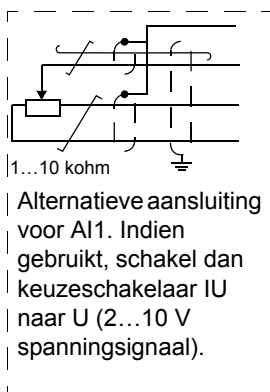 1…10 kohm
Alternatieve aansluiting
voor AI1. Indien
gebruikt, schakel dan
keuzeschakelaar IU
naar U (2…10 V
spanningsignaal).